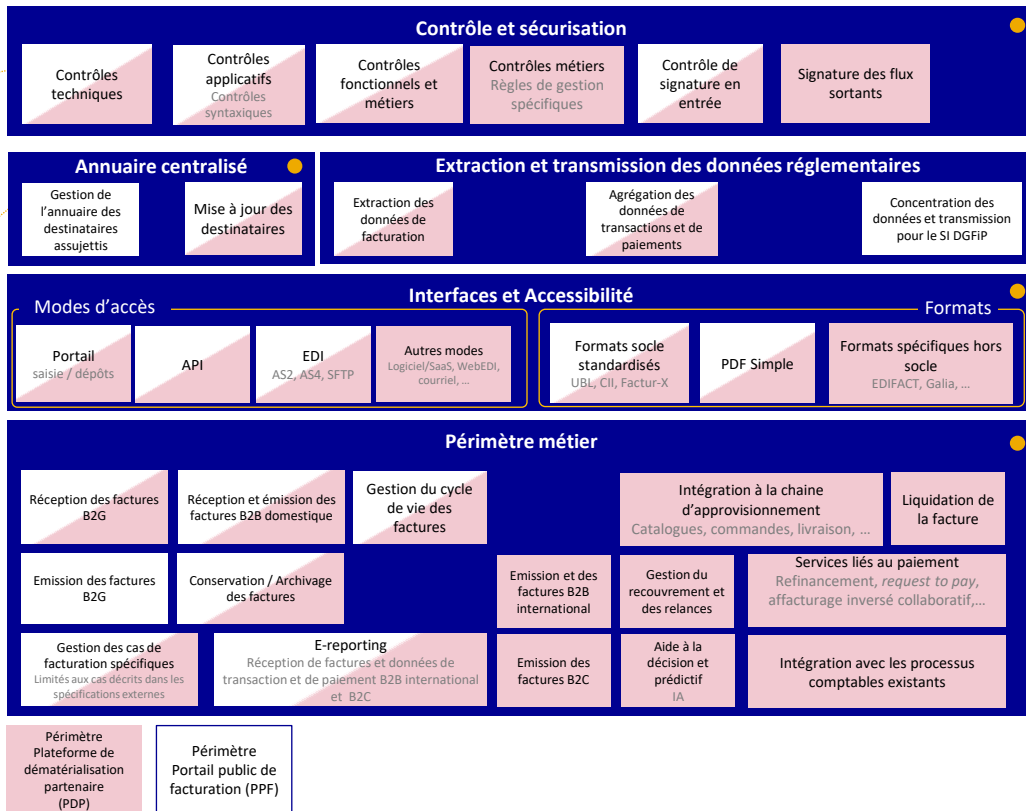 Contrôle et sécurisation
Contrôles
techniques
Contrôles
applicatifs
Contrôles
syntaxiques
Contrôles
fonctionnels et
métiers
Contrôles métiers
Règles de gestion
spécifiques
Contrôle de
signature en
entrée
Signature des flux
sortants
Annuaire centralisé
Gestion de
l'annuaire des
destinataires
assujettis
Mise à jour des
destinataires
Extraction et transmission des données réglementaires
Extraction des
données de
facturation
Agrégation des
données de
transactions et de
paiements
Concentration des
données et transmission
pour le SI DGFiP
Interfaces et Accessibilité
Modes d'accès
Portail
saisie / dépôts
API
EDI
AS2, AS4, SFTP
Autres modes
Logiciel/SaaS, WebEDI,
courriel, ...
Formats
Formats socle
standardisés
UBL, CII, Factur-X
PDF Simple
Formats spécifiques hors
socle
EDIFACT, Galia, ...
Périmètre métier
Réception des factures
B2G
Réception et émission des
factures B2B domestique
Gestion du cycle
de vie des
factures
Intégration à la chaine
d'approvisionnement
Catalogues, commandes, livraison, ...
Liquidation de
la facture
Emission des factures
B2G
Conservation / Archivage
des factures
Emission et des
factures B2B
international
Gestion du
recouvrement et
des relances
Services liés au paiement
Refinancement, request to pay,
affacturage inversé collaboratif,...
Gestion des cas de
facturation spécifiques
Limités aux cas décrits dans les
spécifications externes
E-reporting
Réception de factures et données de
transaction et de paiement B2B international
et B2C
Emission des
factures B2C
Aide à la
décision et
prédictif
IA
Intégration avec les processus
comptables existants
Périmètre
Plateforme de
dématérialisation
partenaire
(PDP)
Périmètre
Portail public de
facturation (PPF)